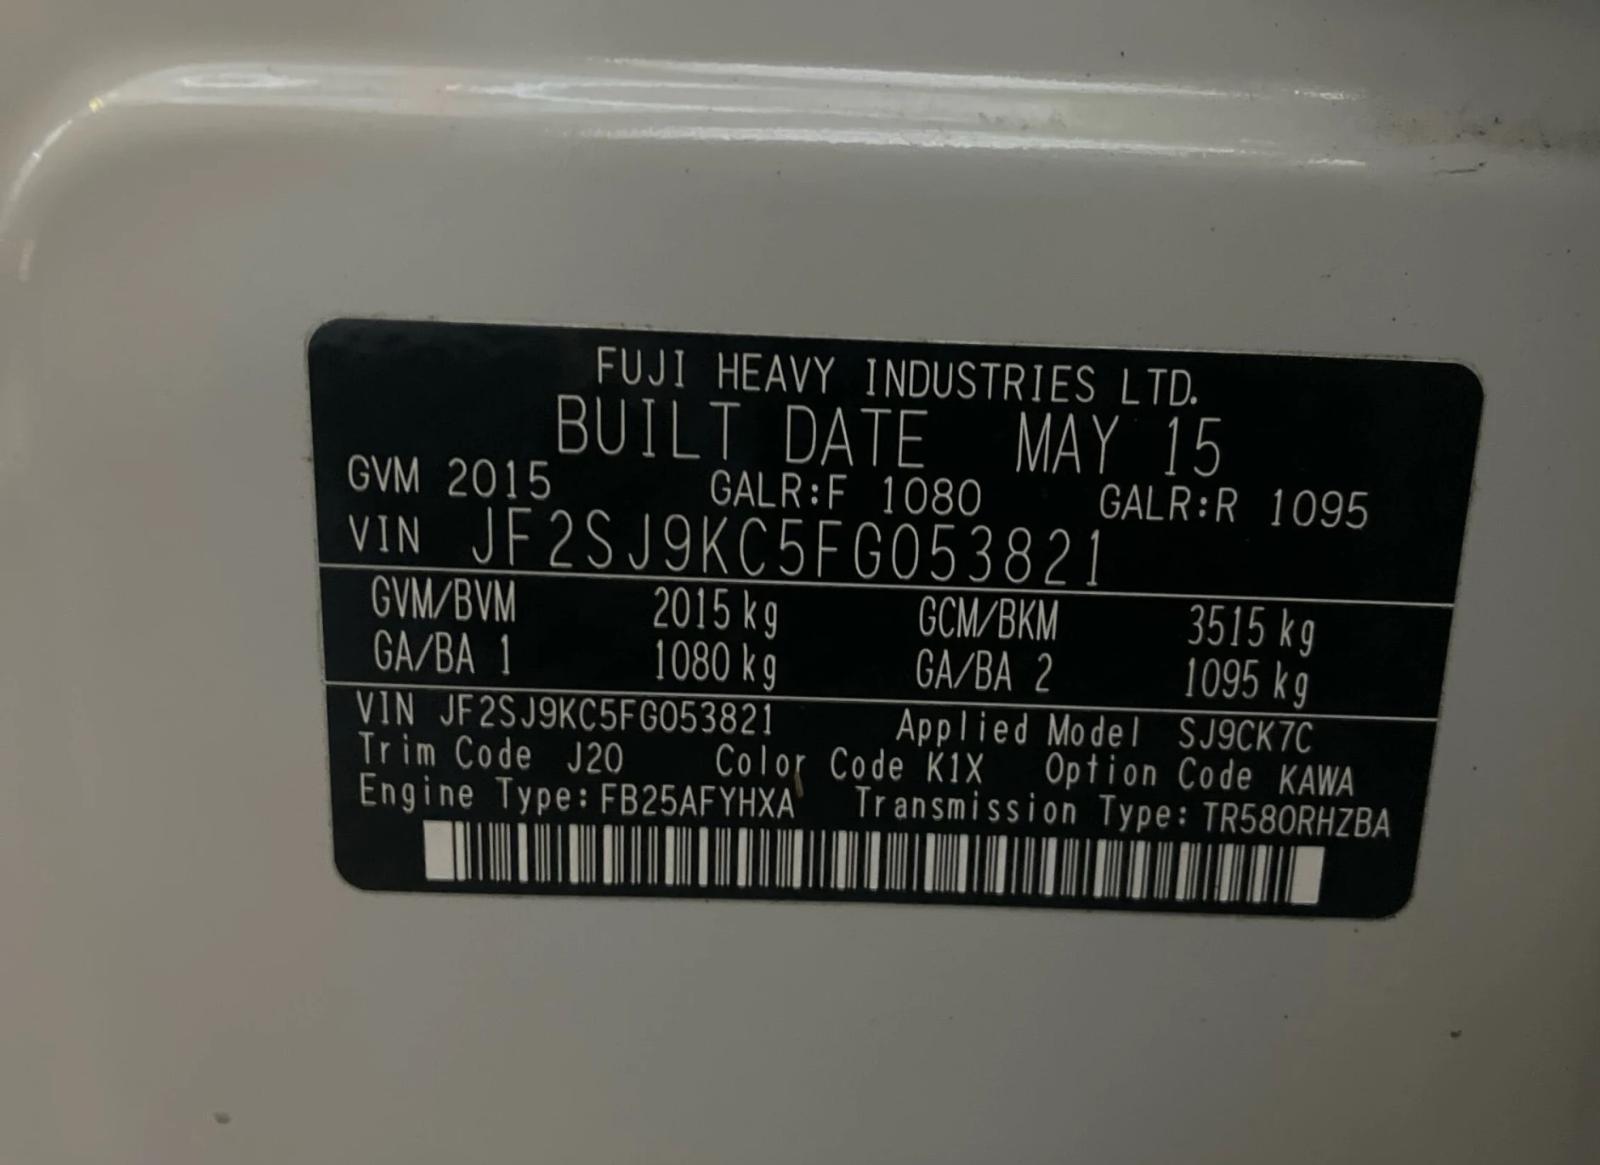 FUJI HEAVY INDUSTRIES LTD.
BUILT DATE MAY 15
GVM 2015 GALR:F 1080 GALR:R 1095
VIN JF2SJ9KC5FG053821
GVM/BVM 2015 kg GCM/BKM 3515 kg
GA/BA 1 1080 kg GA/BA 2 1095 kg
VIN JF2SJ9KC5FG053821 Applied Model SJ9CK7C
Trim Code J20 Color Code K1X Option Code KAWA
Engine Type: FB25AFYHXA Transmission Type: TR580RHZBA